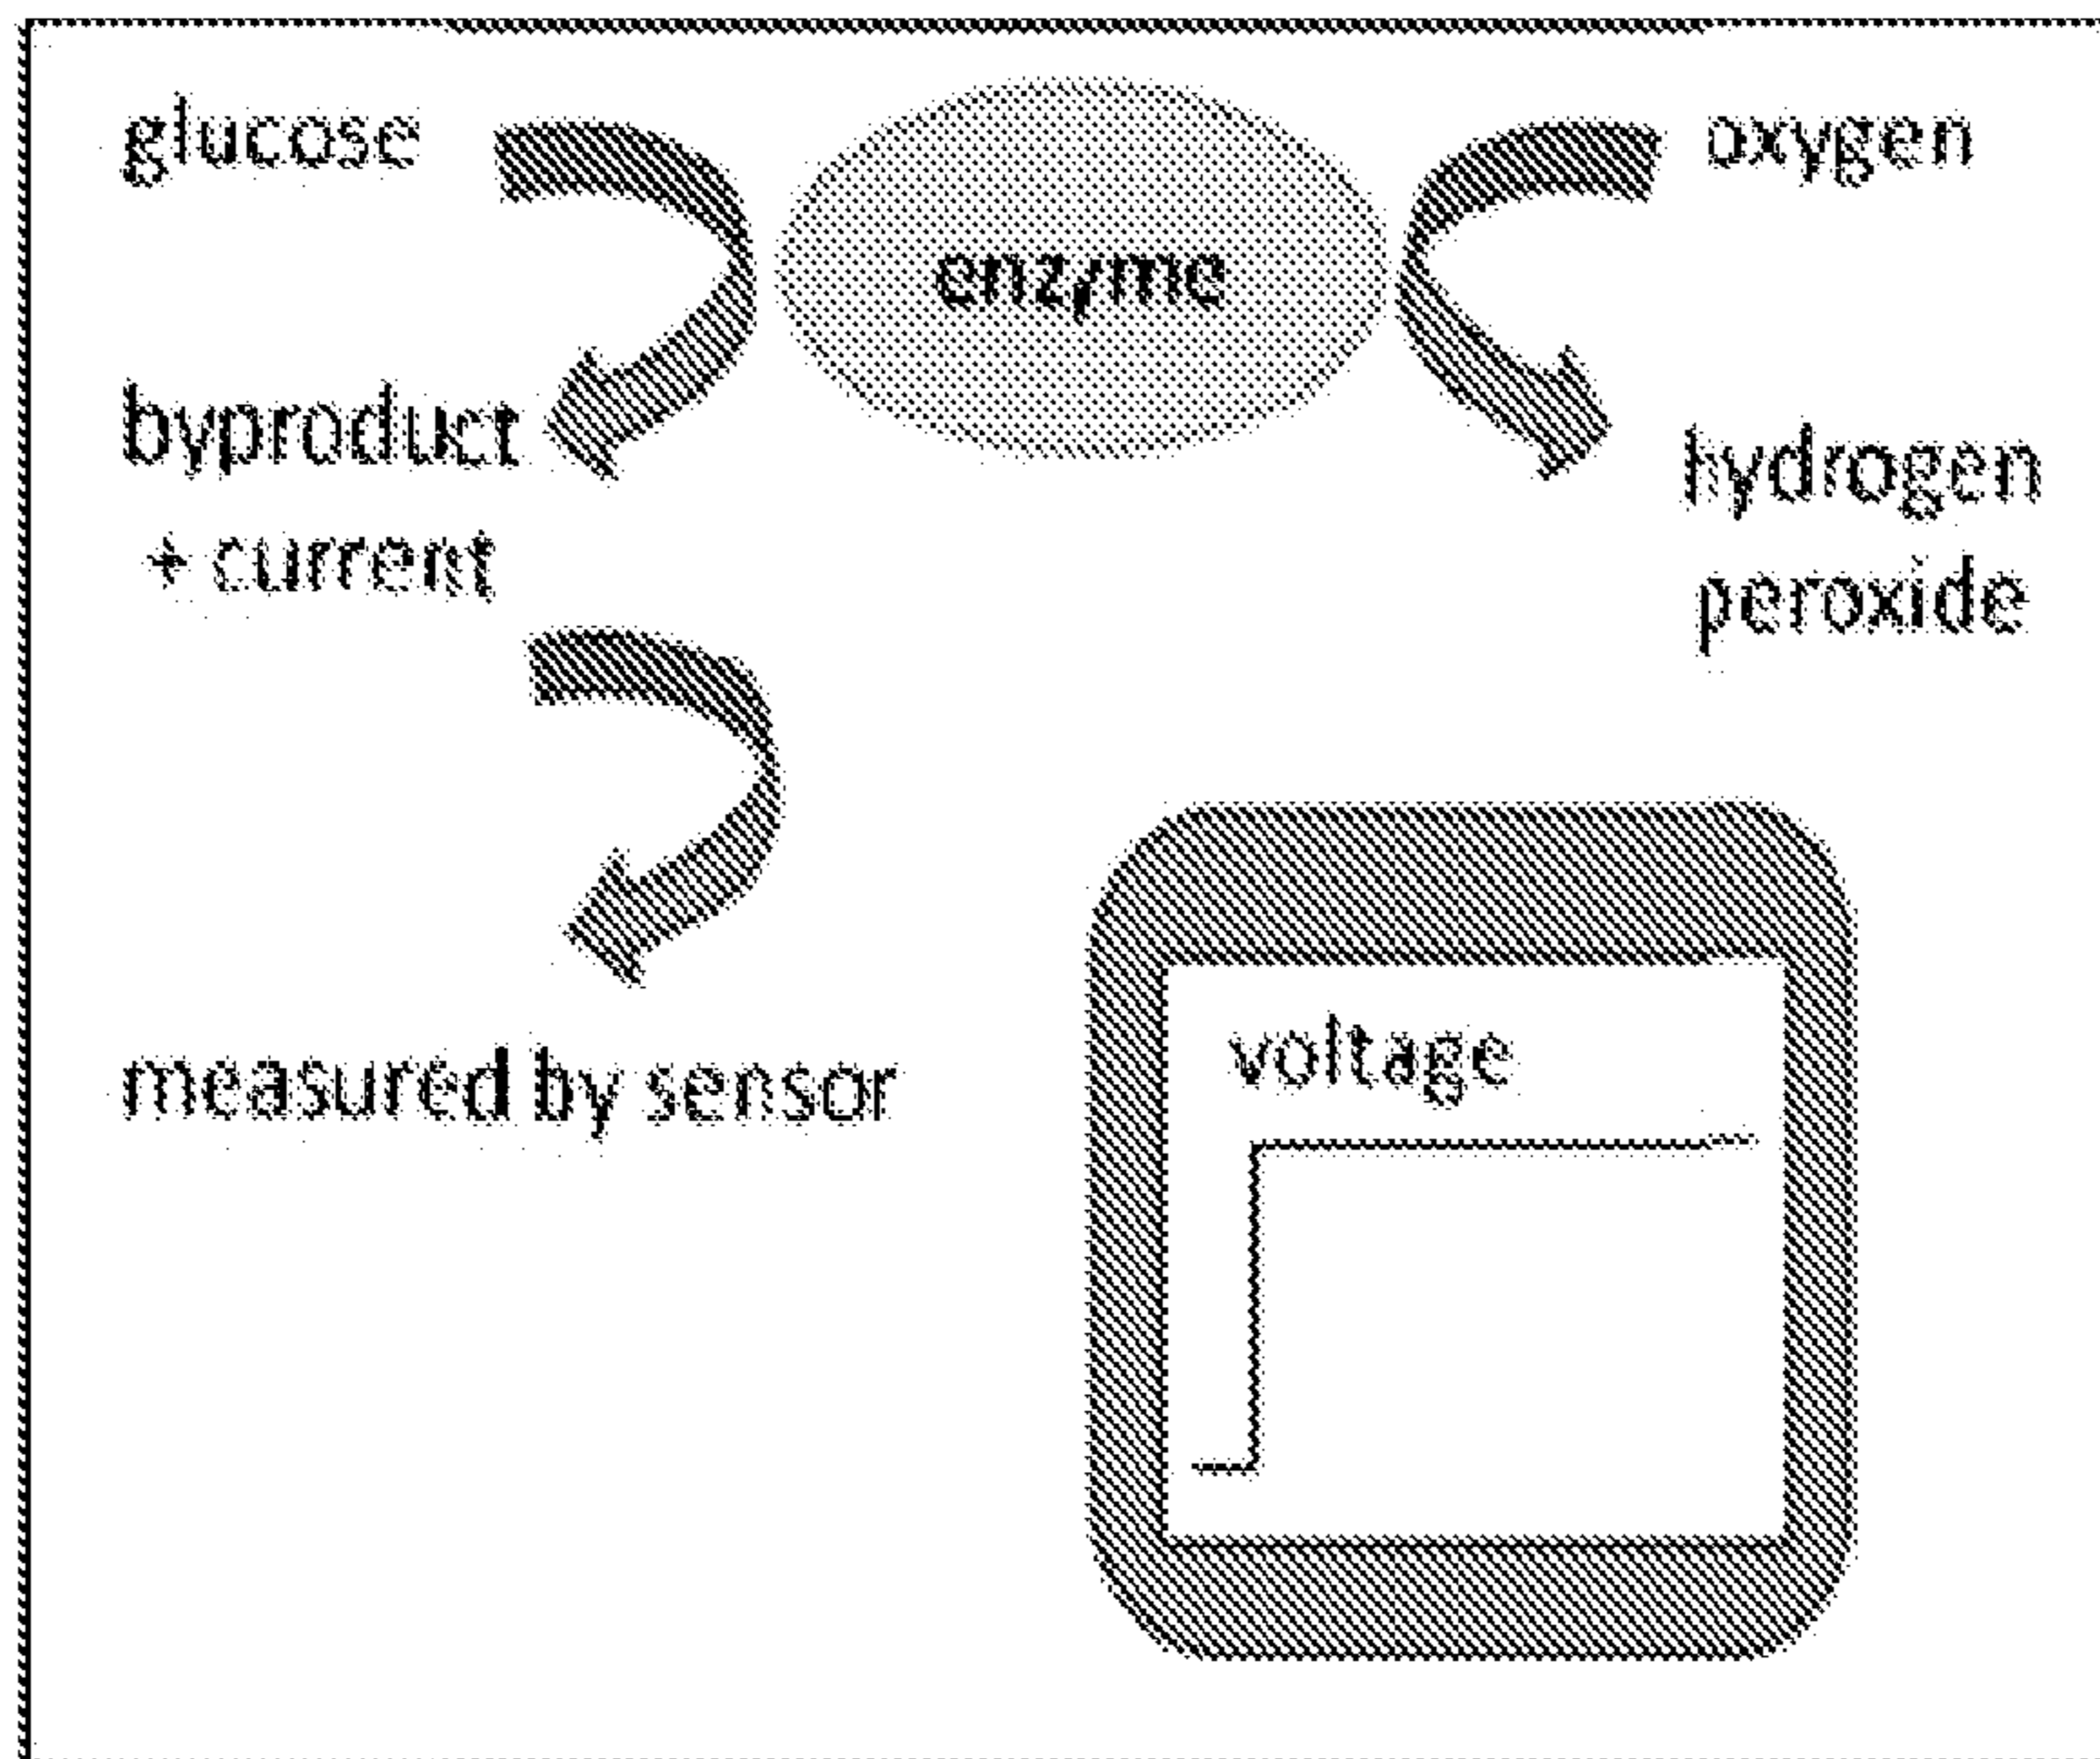 glucose
oxygen
enzyme
byproduct
+ current
hydrogen
peroxide
measured by sensor
voltage